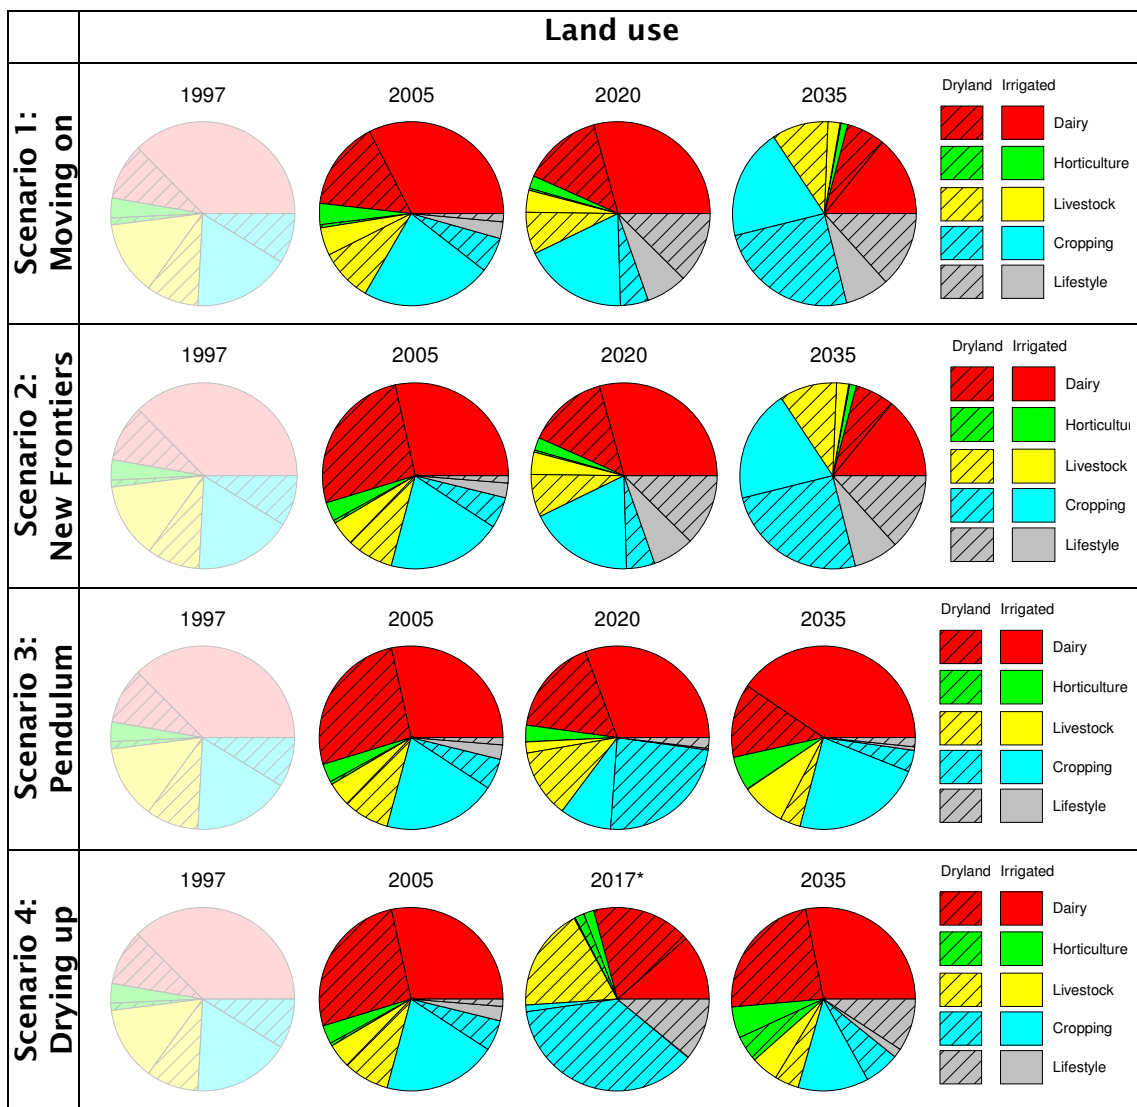 Land use
Scenario 1:
Moving on
1997
2005
2020
2035
Dryland Irrigated
Dairy
Horticulture
Livestock
Cropping
Lifestyle
Scenario 2:
New Frontiers
1997
2005
2020
2035
Dryland Irrigated
Dairy
Horticultu
Livestock
Cropping
Lifestyle
Scenario 3:
Pendulum
1997
2005
2020
2035
Dryland Irrigated
Dairy
Horticulture
Livestock
Cropping
Lifestyle
Scenario 4:
Drying up
1997
2005
2017*
2035
Dryland Irrigated
Dairy
Horticulture
Livestock
Cropping
Lifestyle